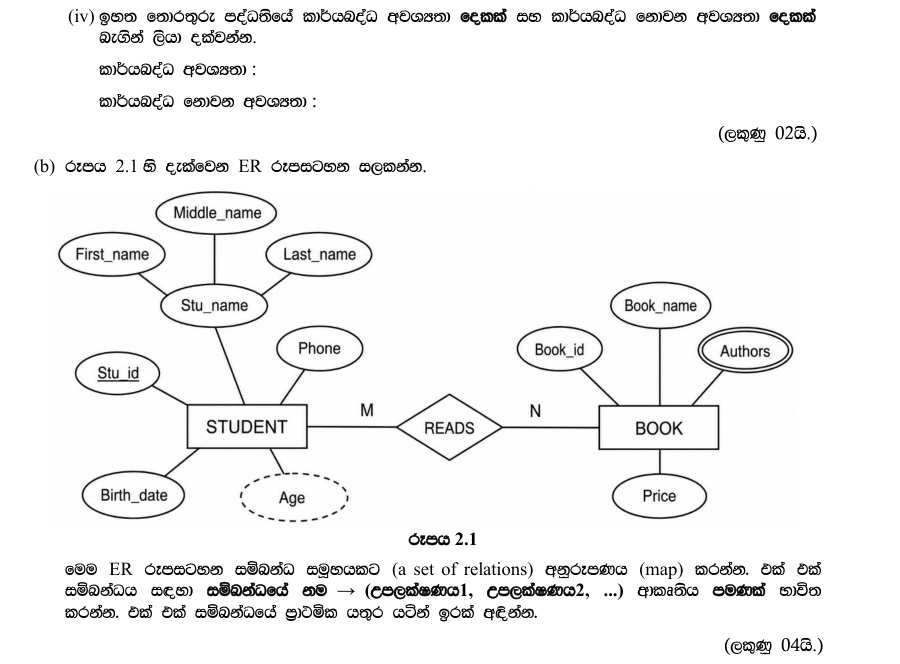 (iv) ඉහත තොරතුරු පද්ධතියේ කාර්යබද්ධ අවශ්‍යතා දෙකක් සහ කාර්යබද්ධ නොවන අවශ්‍යතා දෙකක්
බැගින් ලියා දක්වන්න.
කාර්යබද්ධ අවශ්‍යතා :
කාර්යබද්ධ නොවන අවශ්‍යතා :
(ලකුණු 02යි.)
(b) රූපය 2.1 හි දැක්වෙන ER රූපසටහන සලකන්න.
Middle_name
First_name
Last_name
Stu_name
Book_name
Phone
Book_id
Authors
Stu_id
STUDENT
M
READS
N
BOOK
Birth_date
Age
Price
රූපය 2.1
මෙම ER රූපසටහන සම්බන්ධ සමූහයකට (a set of relations) අනුරූපණය (map) කරන්න. එක් එක්
සම්බන්ධය සඳහා සම්බන්ධයේ නම → (උපලක්ෂණය1, උපලක්ෂණය2, ...) ආකෘතිය පමණක් භාවිත
කරන්න. එක් එක් සම්බන්ධයේ ප්‍රාථමික යතුර යටින් ඉරක් අඳින්න.
(ලකුණු 04යි.)